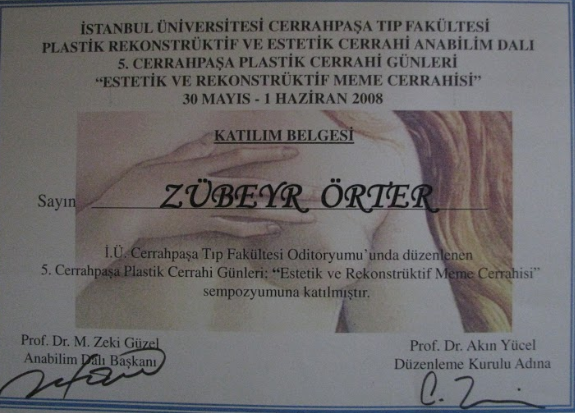 İSTANBUL ÜNİVERSİTESİ CERRAHPAŞA TIP FAKÜLTESİ
PLASTİK REKONSTRÜKTİF VE ESTETİK CERRAHİ ANABİLİM DALI
5. CERRAHPAŞA PLASTİK CERRAHİ GÜNLERİ
“ESTETİK VE REKONSTRÜKTİF MEME CERRAHİSİ”
30 MAYIS - 1 HAZİRAN 2008
KATILIM BELGESİ
Sayın ZÜBEYR ÖRTER
İ.Ü. Cerrahpaşa Tıp Fakültesi Oditoryumu’unda düzenlenen
5. Cerrahpaşa Plastik Cerrahi Günleri: “Estetik ve Rekonstrüktif Meme Cerrahisi”
sempozyumuna katılmıştır.
Prof. Dr. M. Zeki Güzel
Anabilim Dalı Başkanı
Prof. Dr. Akın Yücel
Düzenleme Kurulu Adına